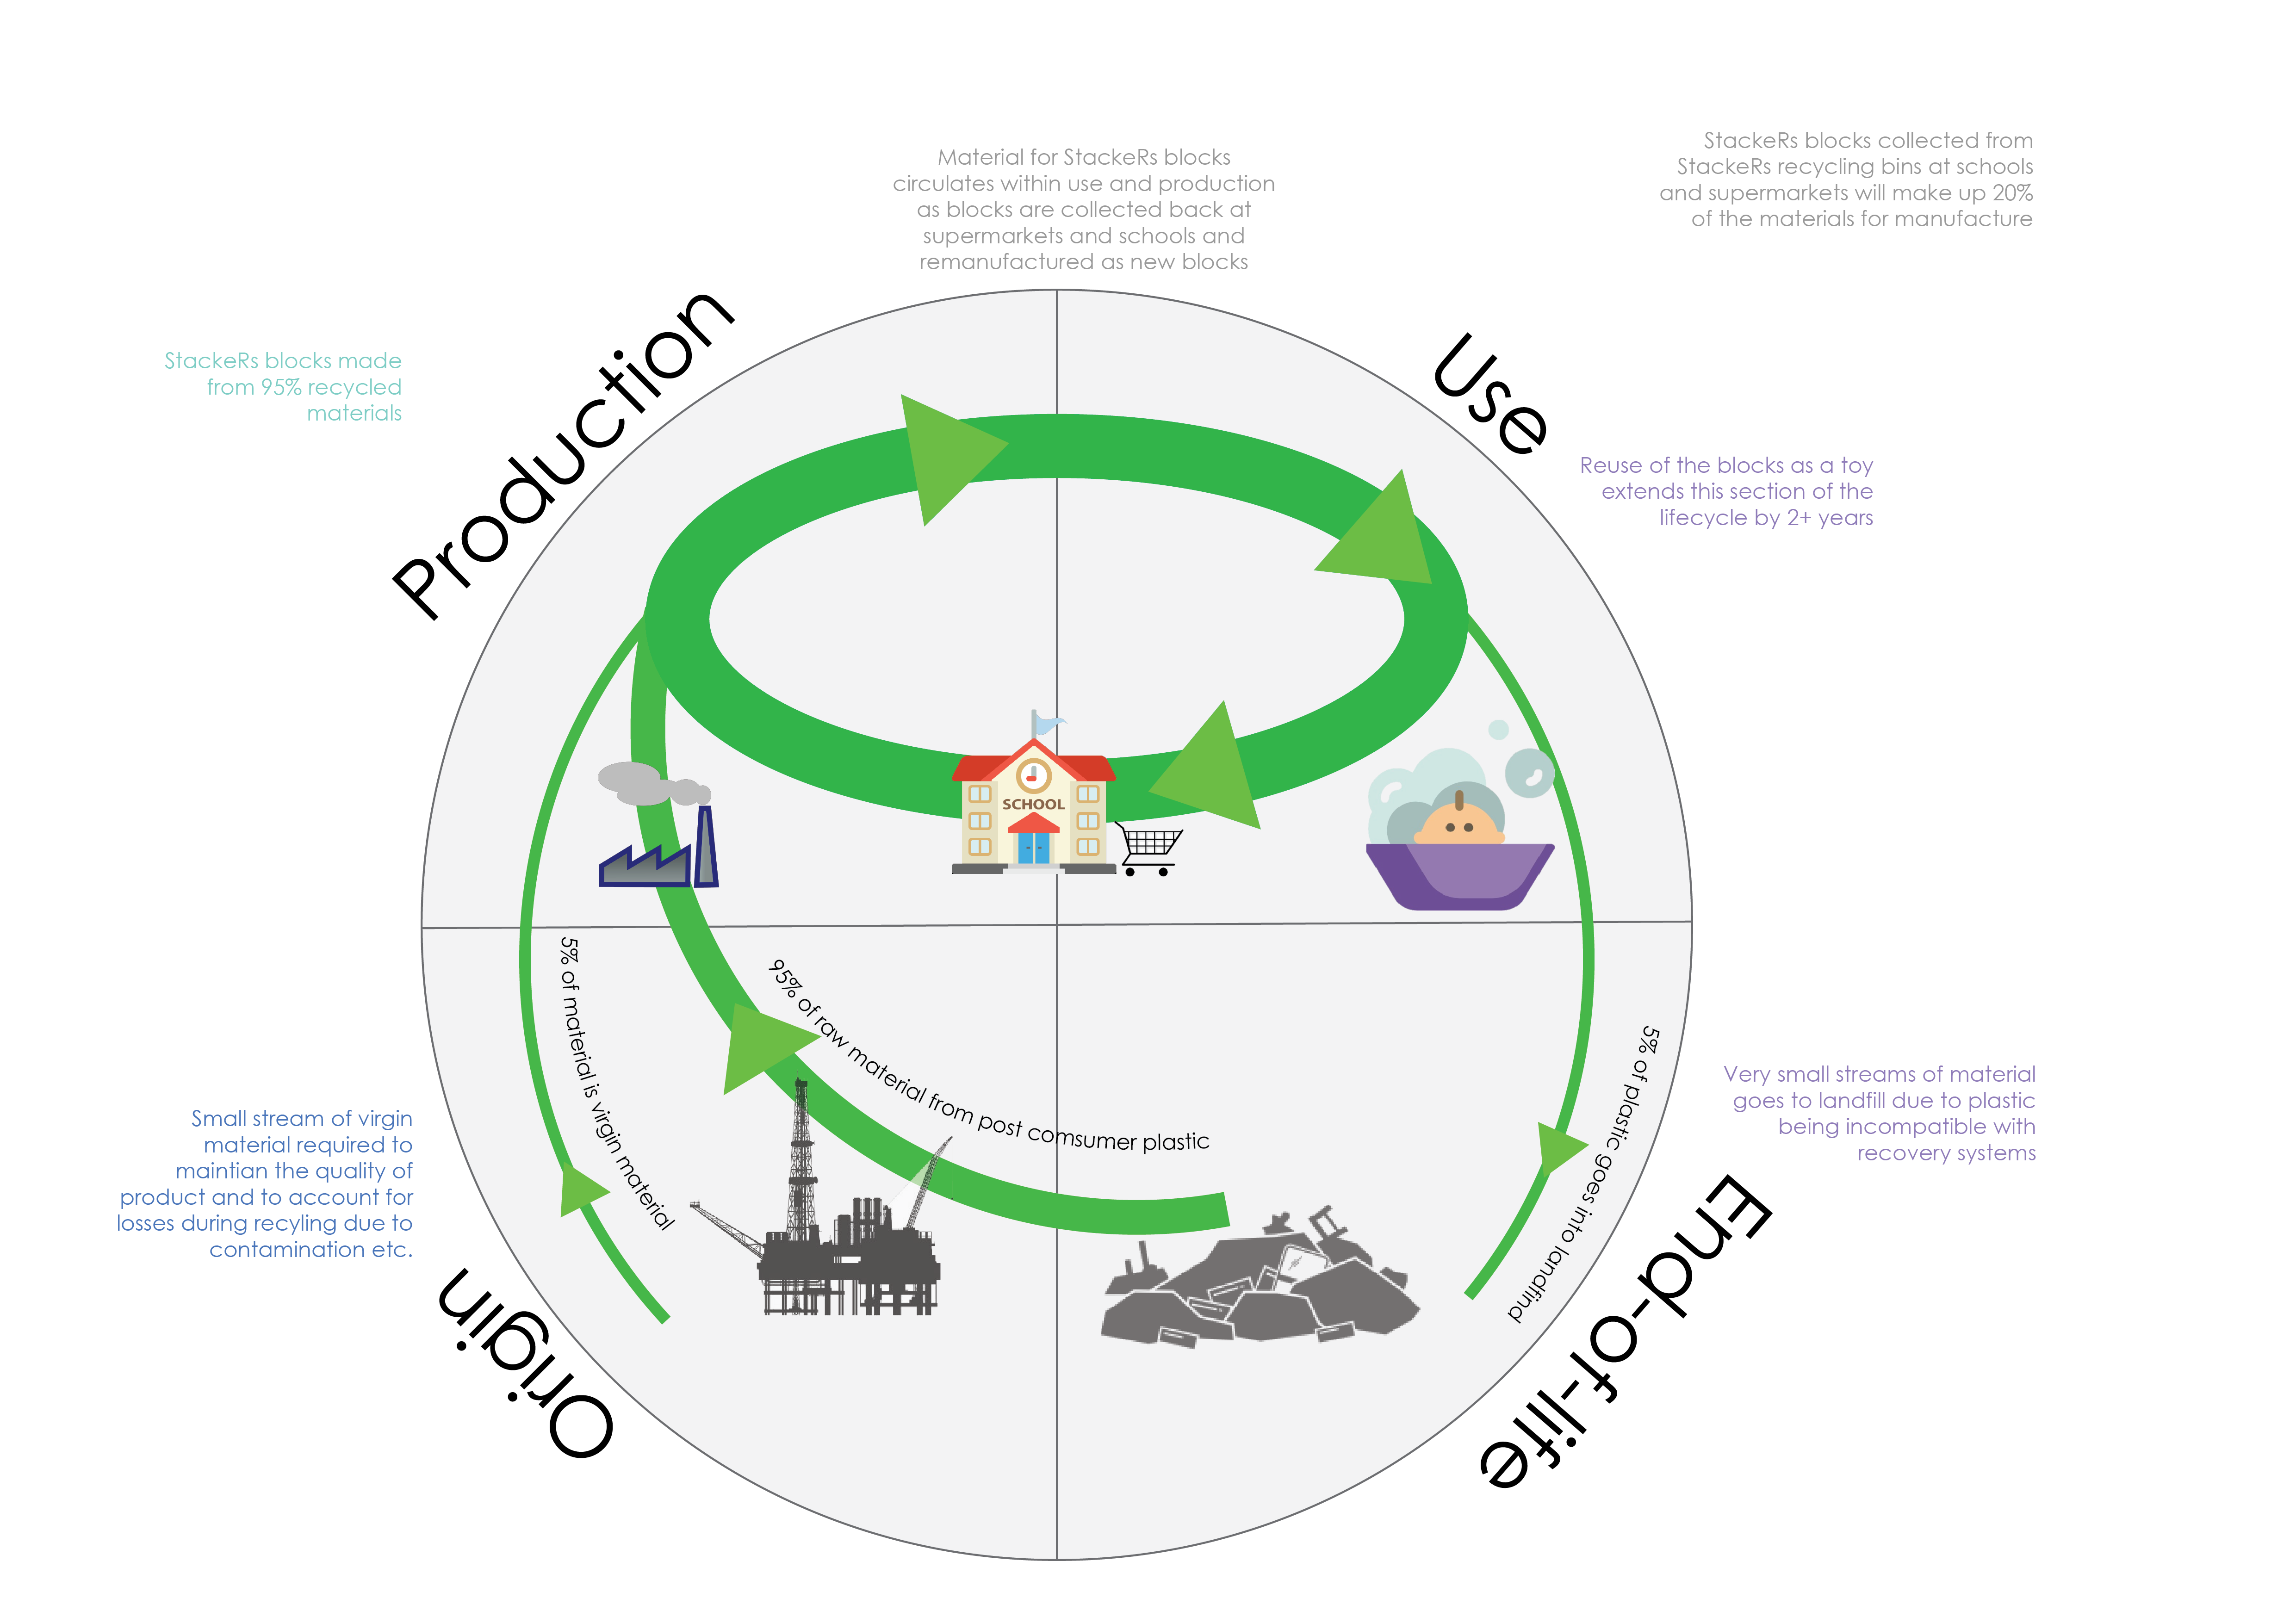 Material for StackeRs blocks
circulates within use and production
as blocks are collected back at
supermarkets and schools and
remanufactured as new blocks
StackeRs blocks collected from
StackeRs recycling bins at schools
and supermarkets will make up 20%
of the materials for manufacture
Production
Use
StackeRs blocks made
from 95% recycled
materials
Reuse of the blocks as a toy
extends this section of the
lifecycle by 2+ years
SCHOOL
5% of material is virgin material
95% of raw material from post comsumer plastic
5% of plastic goes into landfind
Very small streams of material
goes to landfill due to plastic
being incompatible with
recovery systems
Small stream of virgin
material required to
maintian the quality of
product and to account for
losses during recyling due to
contamination etc.
Origin
End-of-life